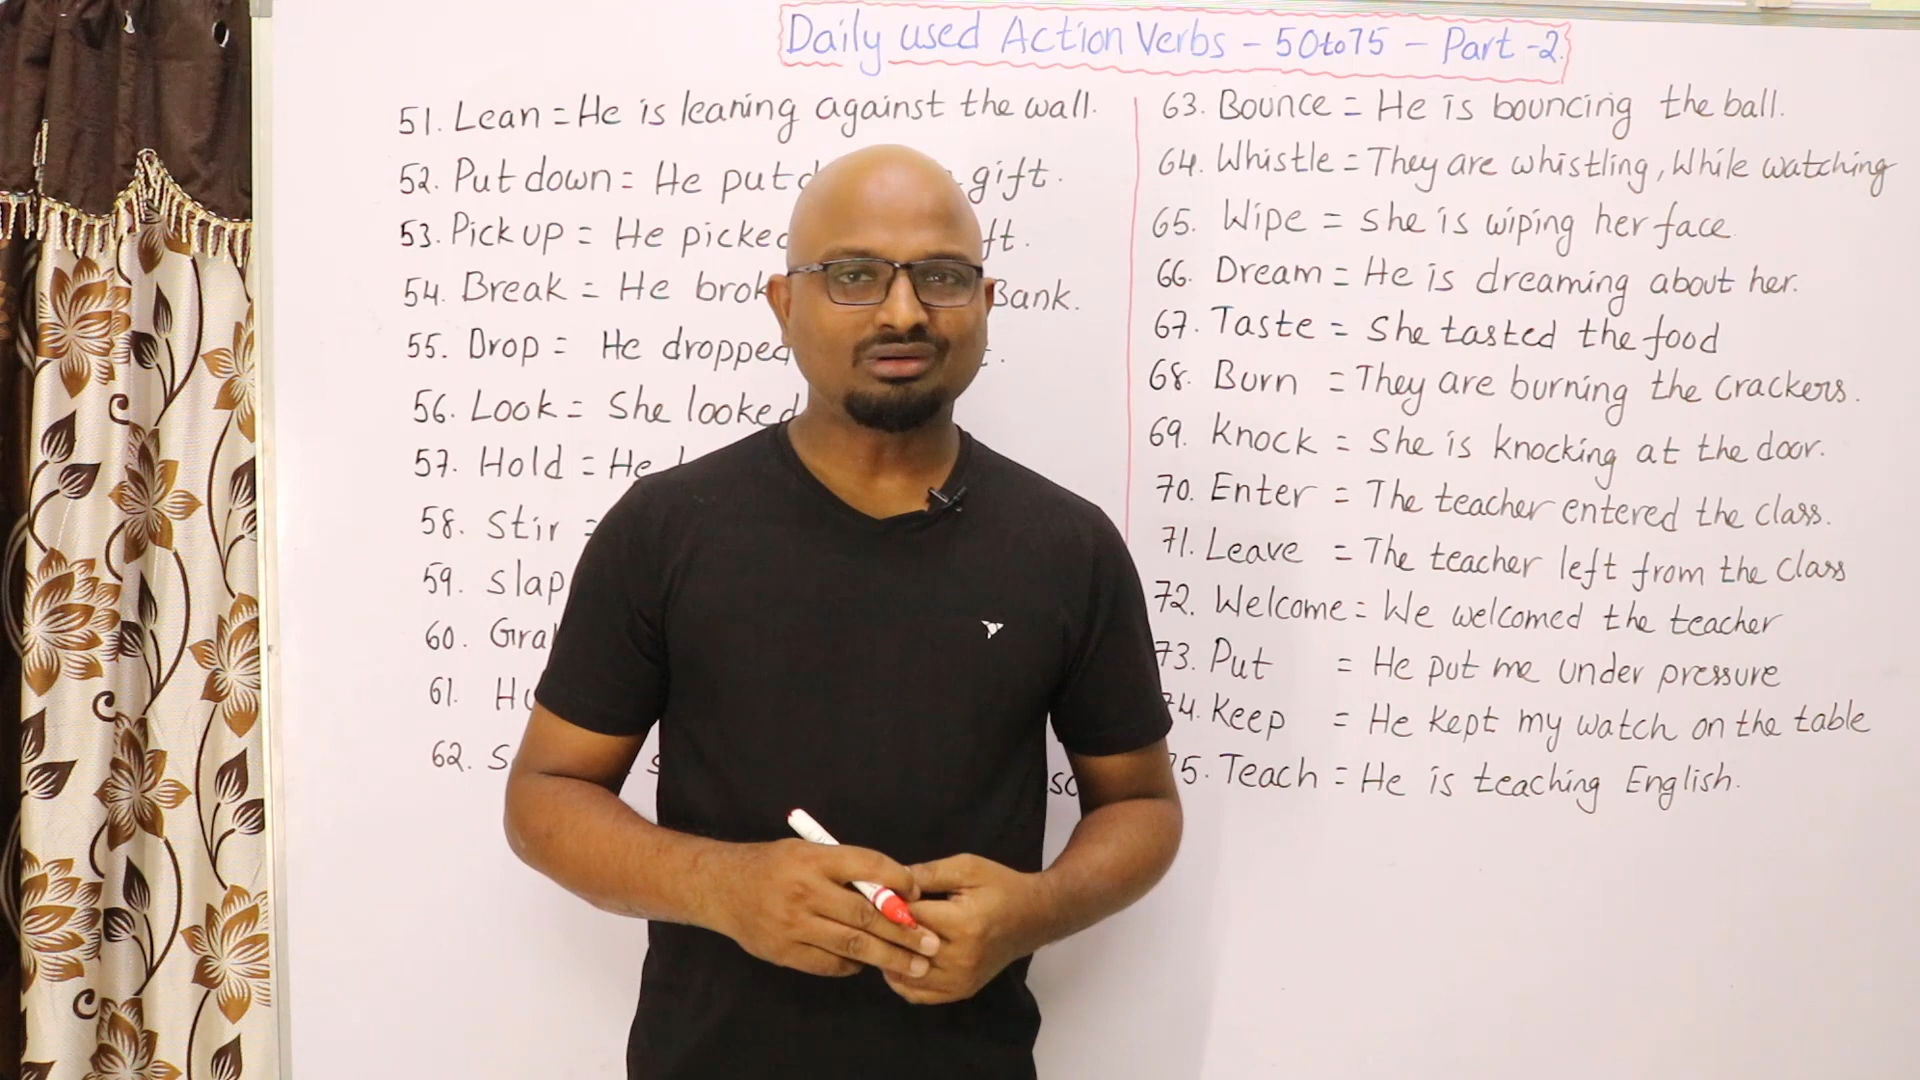 Daily used Action Verbs - 50to75 - Part -2.
51. Lean = He is leaning against the wall.
52. Put down = He put gift.
53. Pick up = He picked
54. Break = He broke Bank.
55. Drop = He dropped
56. Look = She looked
57. Hold = He
58. Stir =
59. Slap
60.
61.
62.
63. Bounce = He is bouncing the ball.
64. Whistle = They are whistling, While watching
65. Wipe = She is wiping her face
66. Dream = He is dreaming about her.
67. Taste = She tasted the food
68. Burn = They are burning the crackers.
69. Knock = She is knocking at the door.
70. Enter = The teacher entered the class.
71. Leave = The teacher left from the class
72. Welcome = We welcomed the teacher
73. Put = He put me under pressure
74. Keep = He kept my watch on the table
75. Teach = He is teaching English.